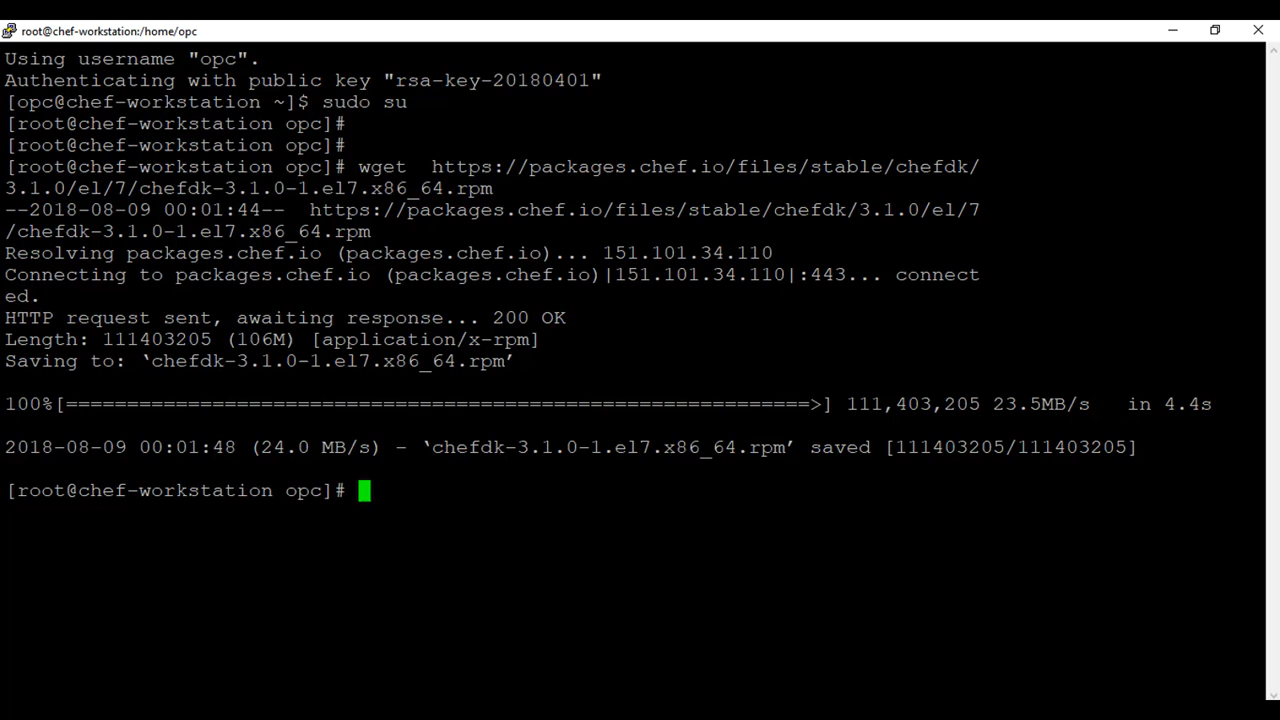 root@chef-workstation:/home/opc
Using username "opc".
Authenticating with public key "rsa-key-20180401"
[opc@chef-workstation ~]$ sudo su
[root@chef-workstation opc]#
[root@chef-workstation opc]#
[root@chef-workstation opc]# wget  https://packages.chef.io/files/stable/chefdk/
3.1.0/el/7/chefdk-3.1.0-1.el7.x86_64.rpm
--2018-08-09 00:01:44--  https://packages.chef.io/files/stable/chefdk/3.1.0/el/7
/chefdk-3.1.0-1.el7.x86_64.rpm
Resolving packages.chef.io (packages.chef.io)... 151.101.34.110
Connecting to packages.chef.io (packages.chef.io)|151.101.34.110|:443... connect
ed.
HTTP request sent, awaiting response... 200 OK
Length: 111403205 (106M) [application/x-rpm]
Saving to: ‘chefdk-3.1.0-1.el7.x86_64.rpm’
100%[=============================================================>] 111,403,205 23.5MB/s   in 4.4s
2018-08-09 00:01:48 (24.0 MB/s) - ‘chefdk-3.1.0-1.el7.x86_64.rpm’ saved [111403205/111403205]
[root@chef-workstation opc]#